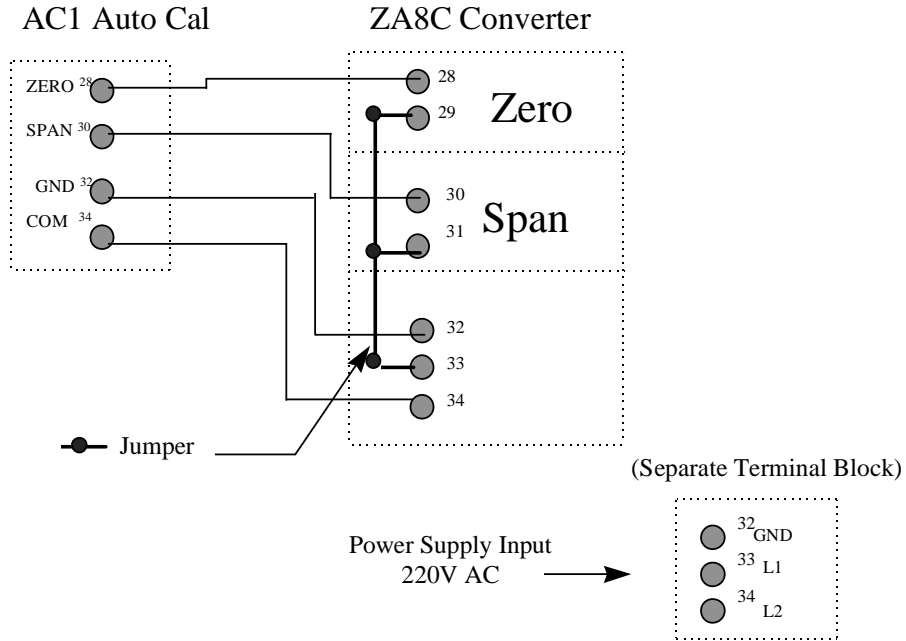 AC1 Auto Cal
ZA8C Converter
ZERO 28
SPAN 30
GND 32
COM 34
28
29
Zero
30
31
Span
32
33
34
Jumper
(Separate Terminal Block)
Power Supply Input
220V AC
32 GND
33 L1
34 L2